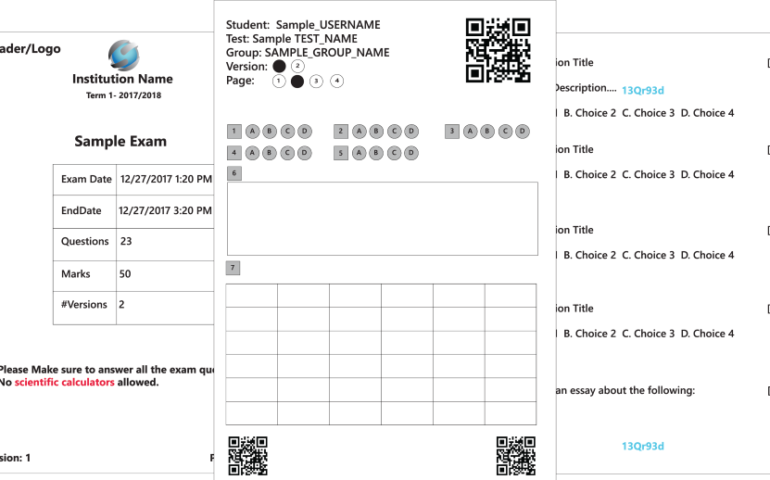 ader/Logo
Institution Name
Term 1- 2017/2018
Sample Exam
Exam Date 12/27/2017 1:20 PM
EndDate 12/27/2017 3:20 PM
Questions 23
Marks 50
#Versions 2
Please Make sure to answer all the exam que
No scientific calculators allowed.
sion: 1
Student: Sample_USERNAME
Test: Sample TEST_NAME
Group: SAMPLE_GROUP_NAME
Version: 2
Page: 1 3 4
1 A B C D 2 A B C D 3 A B C D
4 A B C D 5 A B C D
6
7
ion Title
Description.... 13Qr93d
B. Choice 2 C. Choice 3 D. Choice 4
ion Title
B. Choice 2 C. Choice 3 D. Choice 4
ion Title
B. Choice 2 C. Choice 3 D. Choice 4
ion Title
B. Choice 2 C. Choice 3 D. Choice 4
an essay about the following:
13Qr93d